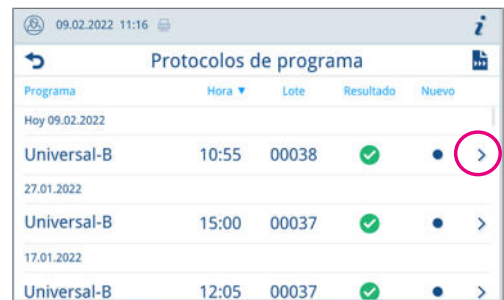 09.02.2022 11:16 i
Protocolos de programa
Programa Hora ▼ Lote Resultado Nuevo
Hoy 09.02.2022
Universal-B 10:55 00038
27.01.2022
Universal-B 15:00 00037
17.01.2022
Universal-B 12:05 00037